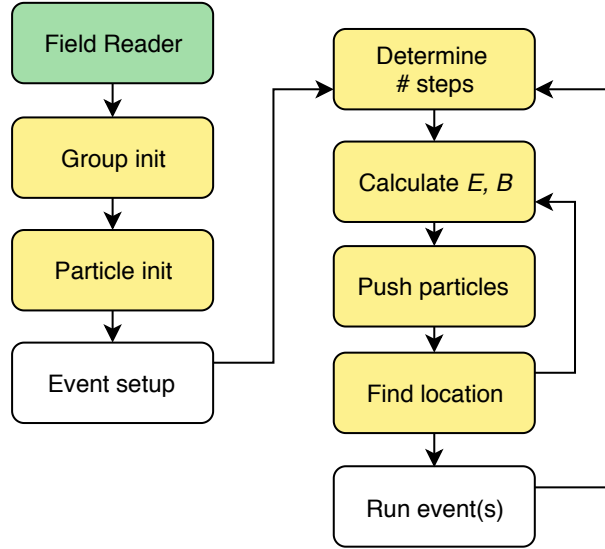 Field Reader
Group init
Particle init
Event setup
Determine
# steps
Calculate E, B
Push particles
Find location
Run event(s)